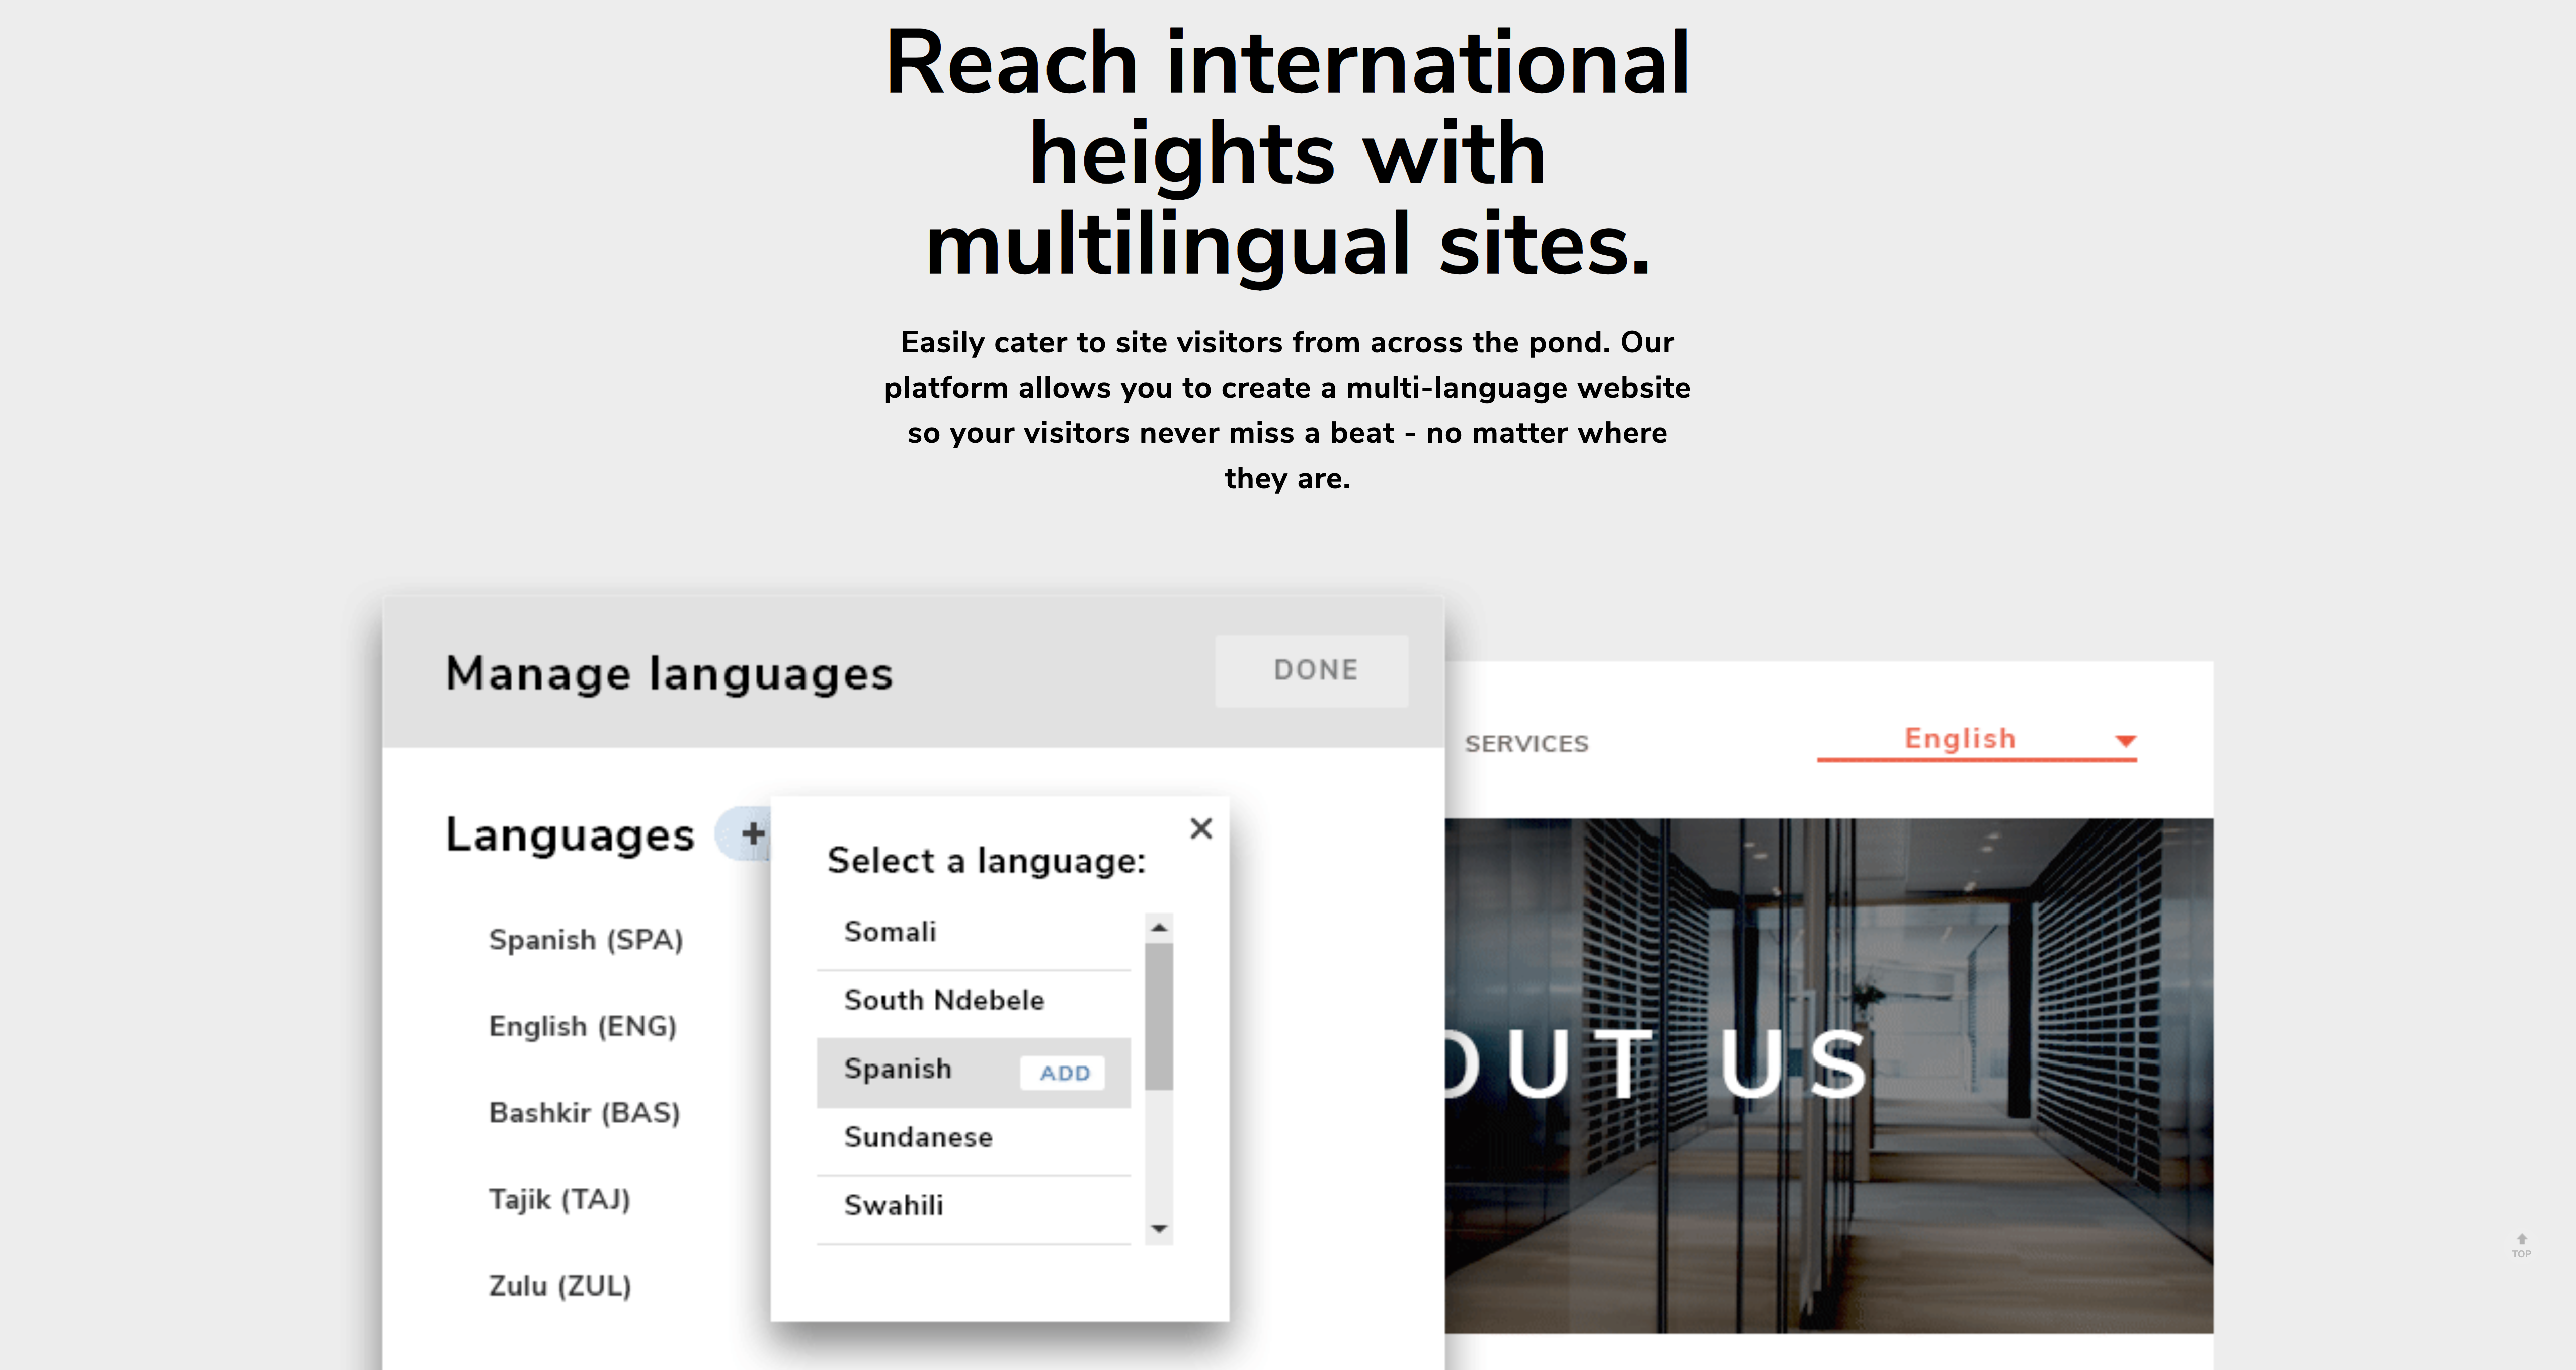 Reach international
heights with
multilingual sites.
Easily cater to site visitors from across the pond. Our
platform allows you to create a multi-language website
so your visitors never miss a beat - no matter where
they are.
Manage languages
DONE
Languages
+
Spanish (SPA)
English (ENG)
Bashkir (BAS)
Tajik (TAJ)
Zulu (ZUL)
Select a language:
Somali
South Ndebele
Spanish
ADD
Sundanese
Swahili
SERVICES
English
OUT US
TOP